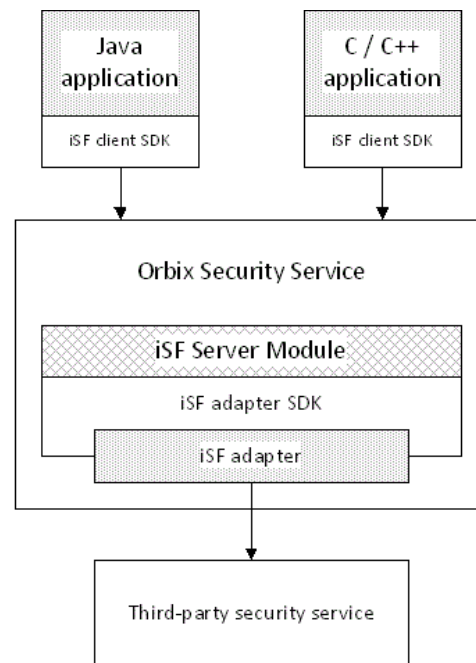 Java
application
iSF client SDK
C / C++
application
iSF client SDK
Orbix Security Service
iSF Server Module
iSF adapter SDK
iSF adapter
Third-party security service